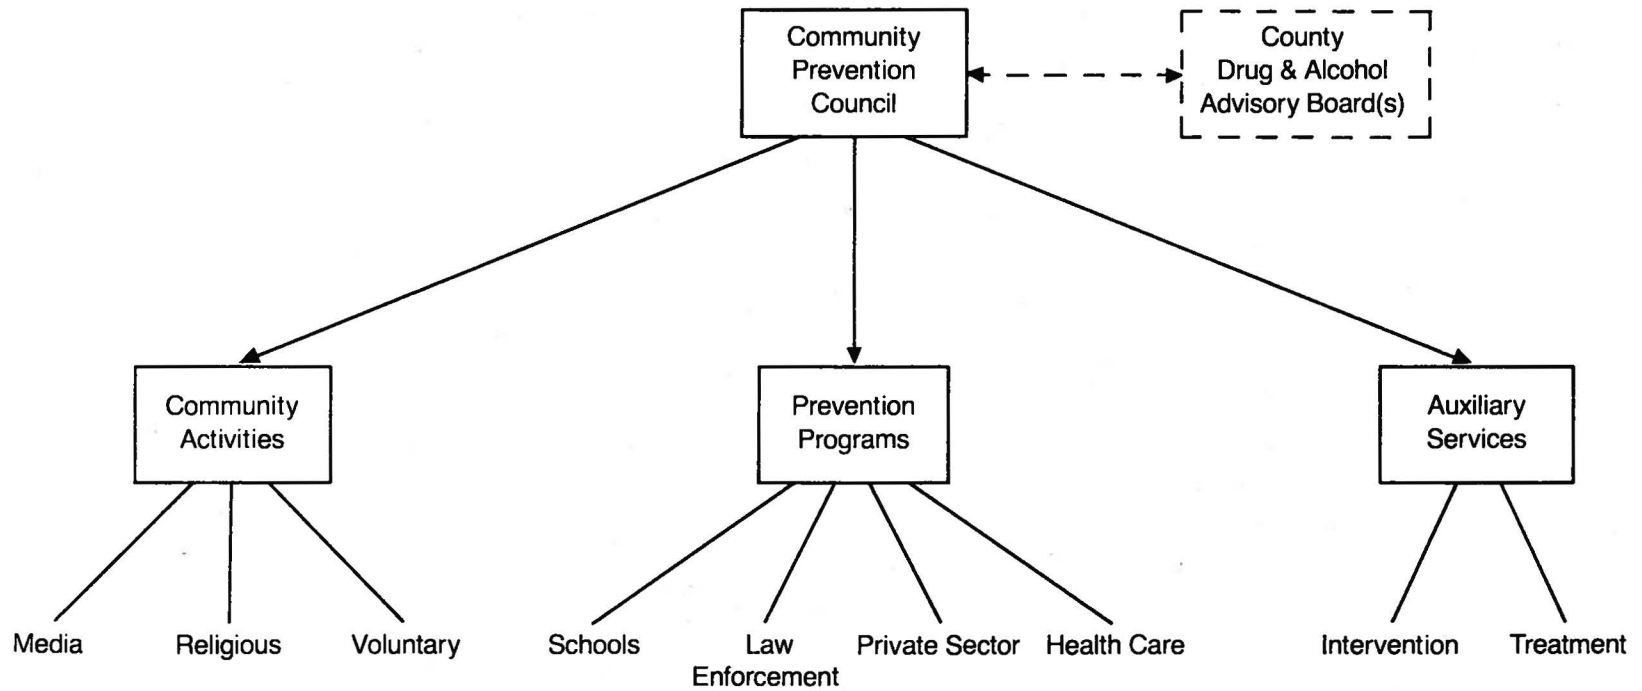 Community
Prevention
Council
County
Drug & Alcohol
Advisory Board(s)
Community
Activities
Prevention
Programs
Auxiliary
Services
Media
Religious
Voluntary
Schools
Law
Enforcement
Private Sector
Health Care
Intervention
Treatment